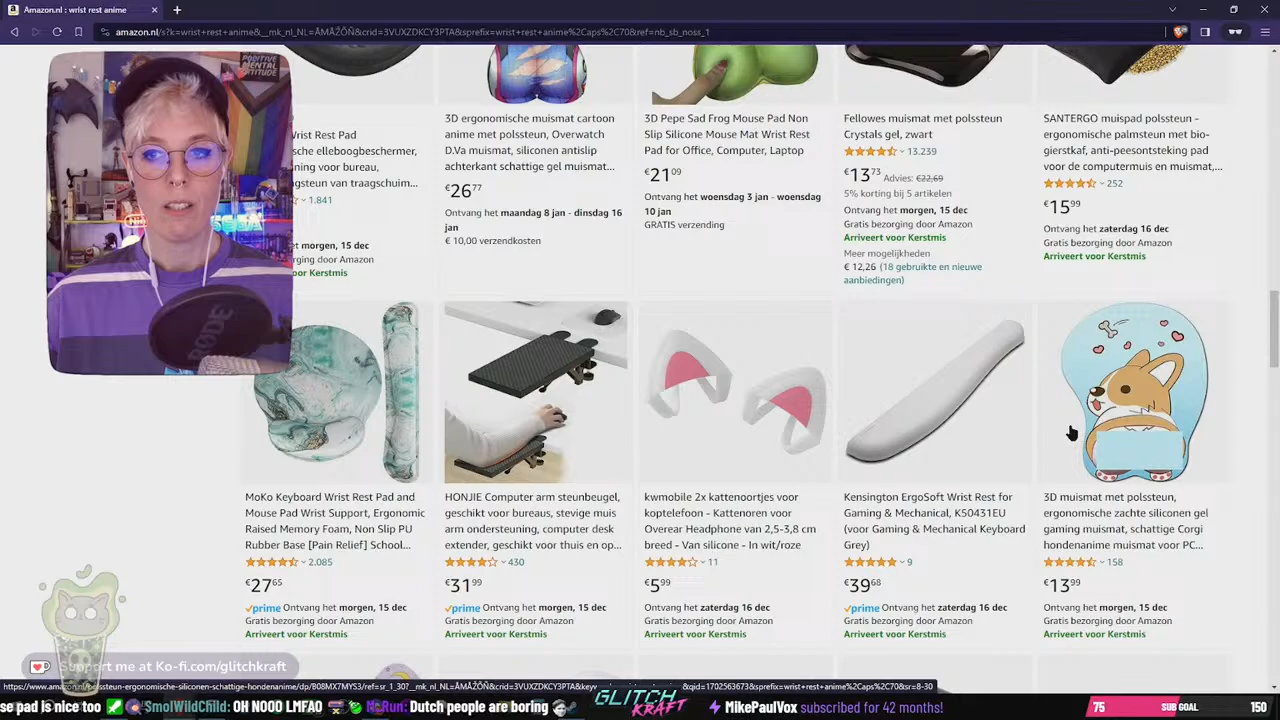 Amazon.nl : wrist rest anime
amazon.nl/s?k=wrist+rest+anime&__mk_nl_NL=ÅMÅŽÕÑ&crid=3VUXZDKCY3PTA&sprefix=wrist+rest+anime%2Caps%2C70&ref=nb_sb_noss_1
POSITIVE
MENTAL
ATTITUDE
RØDE
Wrist Rest Pad
sche elleboogbeschermer,
ning voor bureau,
ngsteun van traagschuim...
1.841
et morgen, 15 dec
ezorging door Amazon
oor Kerstmis
3D ergonomische muismat cartoon
anime met polssteun, Overwatch
D.Va muismat, siliconen antislip
achterkant schattige gel muismat...
€26 77
Ontvang het maandag 8 jan - dinsdag 16
jan
€ 10,00 verzendkosten
3D Pepe Sad Frog Mouse Pad Non
Slip Silicone Mouse Mat Wrist Rest
Pad for Office, Computer, Laptop
€21 09
Ontvang het woensdag 3 jan - woensdag
10 jan
GRATIS verzending
Fellowes muismat met polssteun
Crystals gel, zwart
13.239
€13 73 Advies: €22,69
5% korting bij 5 artikelen
Ontvang het morgen, 15 dec
Gratis bezorging door Amazon
Arriveert voor Kerstmis
Meer mogelijkheden
€ 12,26 (18 gebruikte en nieuwe
aanbiedingen)
SANTERGO muispad polssteun -
ergonomische palmsteun met bio-
gierstkaf, anti-peesontsteking pad
voor de computermuis en muismat,...
252
€15 99
Ontvang het zaterdag 16 dec
Gratis bezorging door Amazon
Arriveert voor Kerstmis
MoKo Keyboard Wrist Rest Pad and
Mouse Pad Wrist Support, Ergonomic
Raised Memory Foam, Non Slip PU
Rubber Base [Pain Relief] School...
2.085
€27 65
prime Ontvang het morgen, 15 dec
Gratis bezorging door Amazon
Arriveert voor Kerstmis
HONJIE Computer arm steunbeugel,
geschikt voor bureaus, stevige muis
arm ondersteuning, computer desk
extender, geschikt voor thuis en op...
430
€31 99
prime Ontvang het morgen, 15 dec
Gratis bezorging door Amazon
Arriveert voor Kerstmis
kwmobile 2x kattenoortjes voor
koptelefoon - Kattenoren voor
Overear Headphone van 2,5-3,8 cm
breed - Van silicone - In wit/roze
11
€5 99
Ontvang het zaterdag 16 dec
Gratis bezorging door Amazon
Arriveert voor Kerstmis
Kensington ErgoSoft Wrist Rest for
Gaming & Mechanical, K50431EU
(voor Gaming & Mechanical Keyboard
Grey)
9
€39 68
prime Ontvang het zaterdag 16 dec
Gratis bezorging door Amazon
Arriveert voor Kerstmis
3D muismat met polssteun,
ergonomische zachte siliconen gel
gaming muismat, schattige Corgi
hondenanime muismat voor PC...
158
€13 99
Ontvang het morgen, 15 dec
Gratis bezorging door Amazon
Arriveert voor Kerstmis
Support me at Ko-fi.com/glitchkraft
se pad is nice too SmolWildChild: OH NOOO LMFAO Dutch people are boring
GLITCH
KRAFT
MikePaulVox subscribed for 42 months!
75 SUB GOAL 150